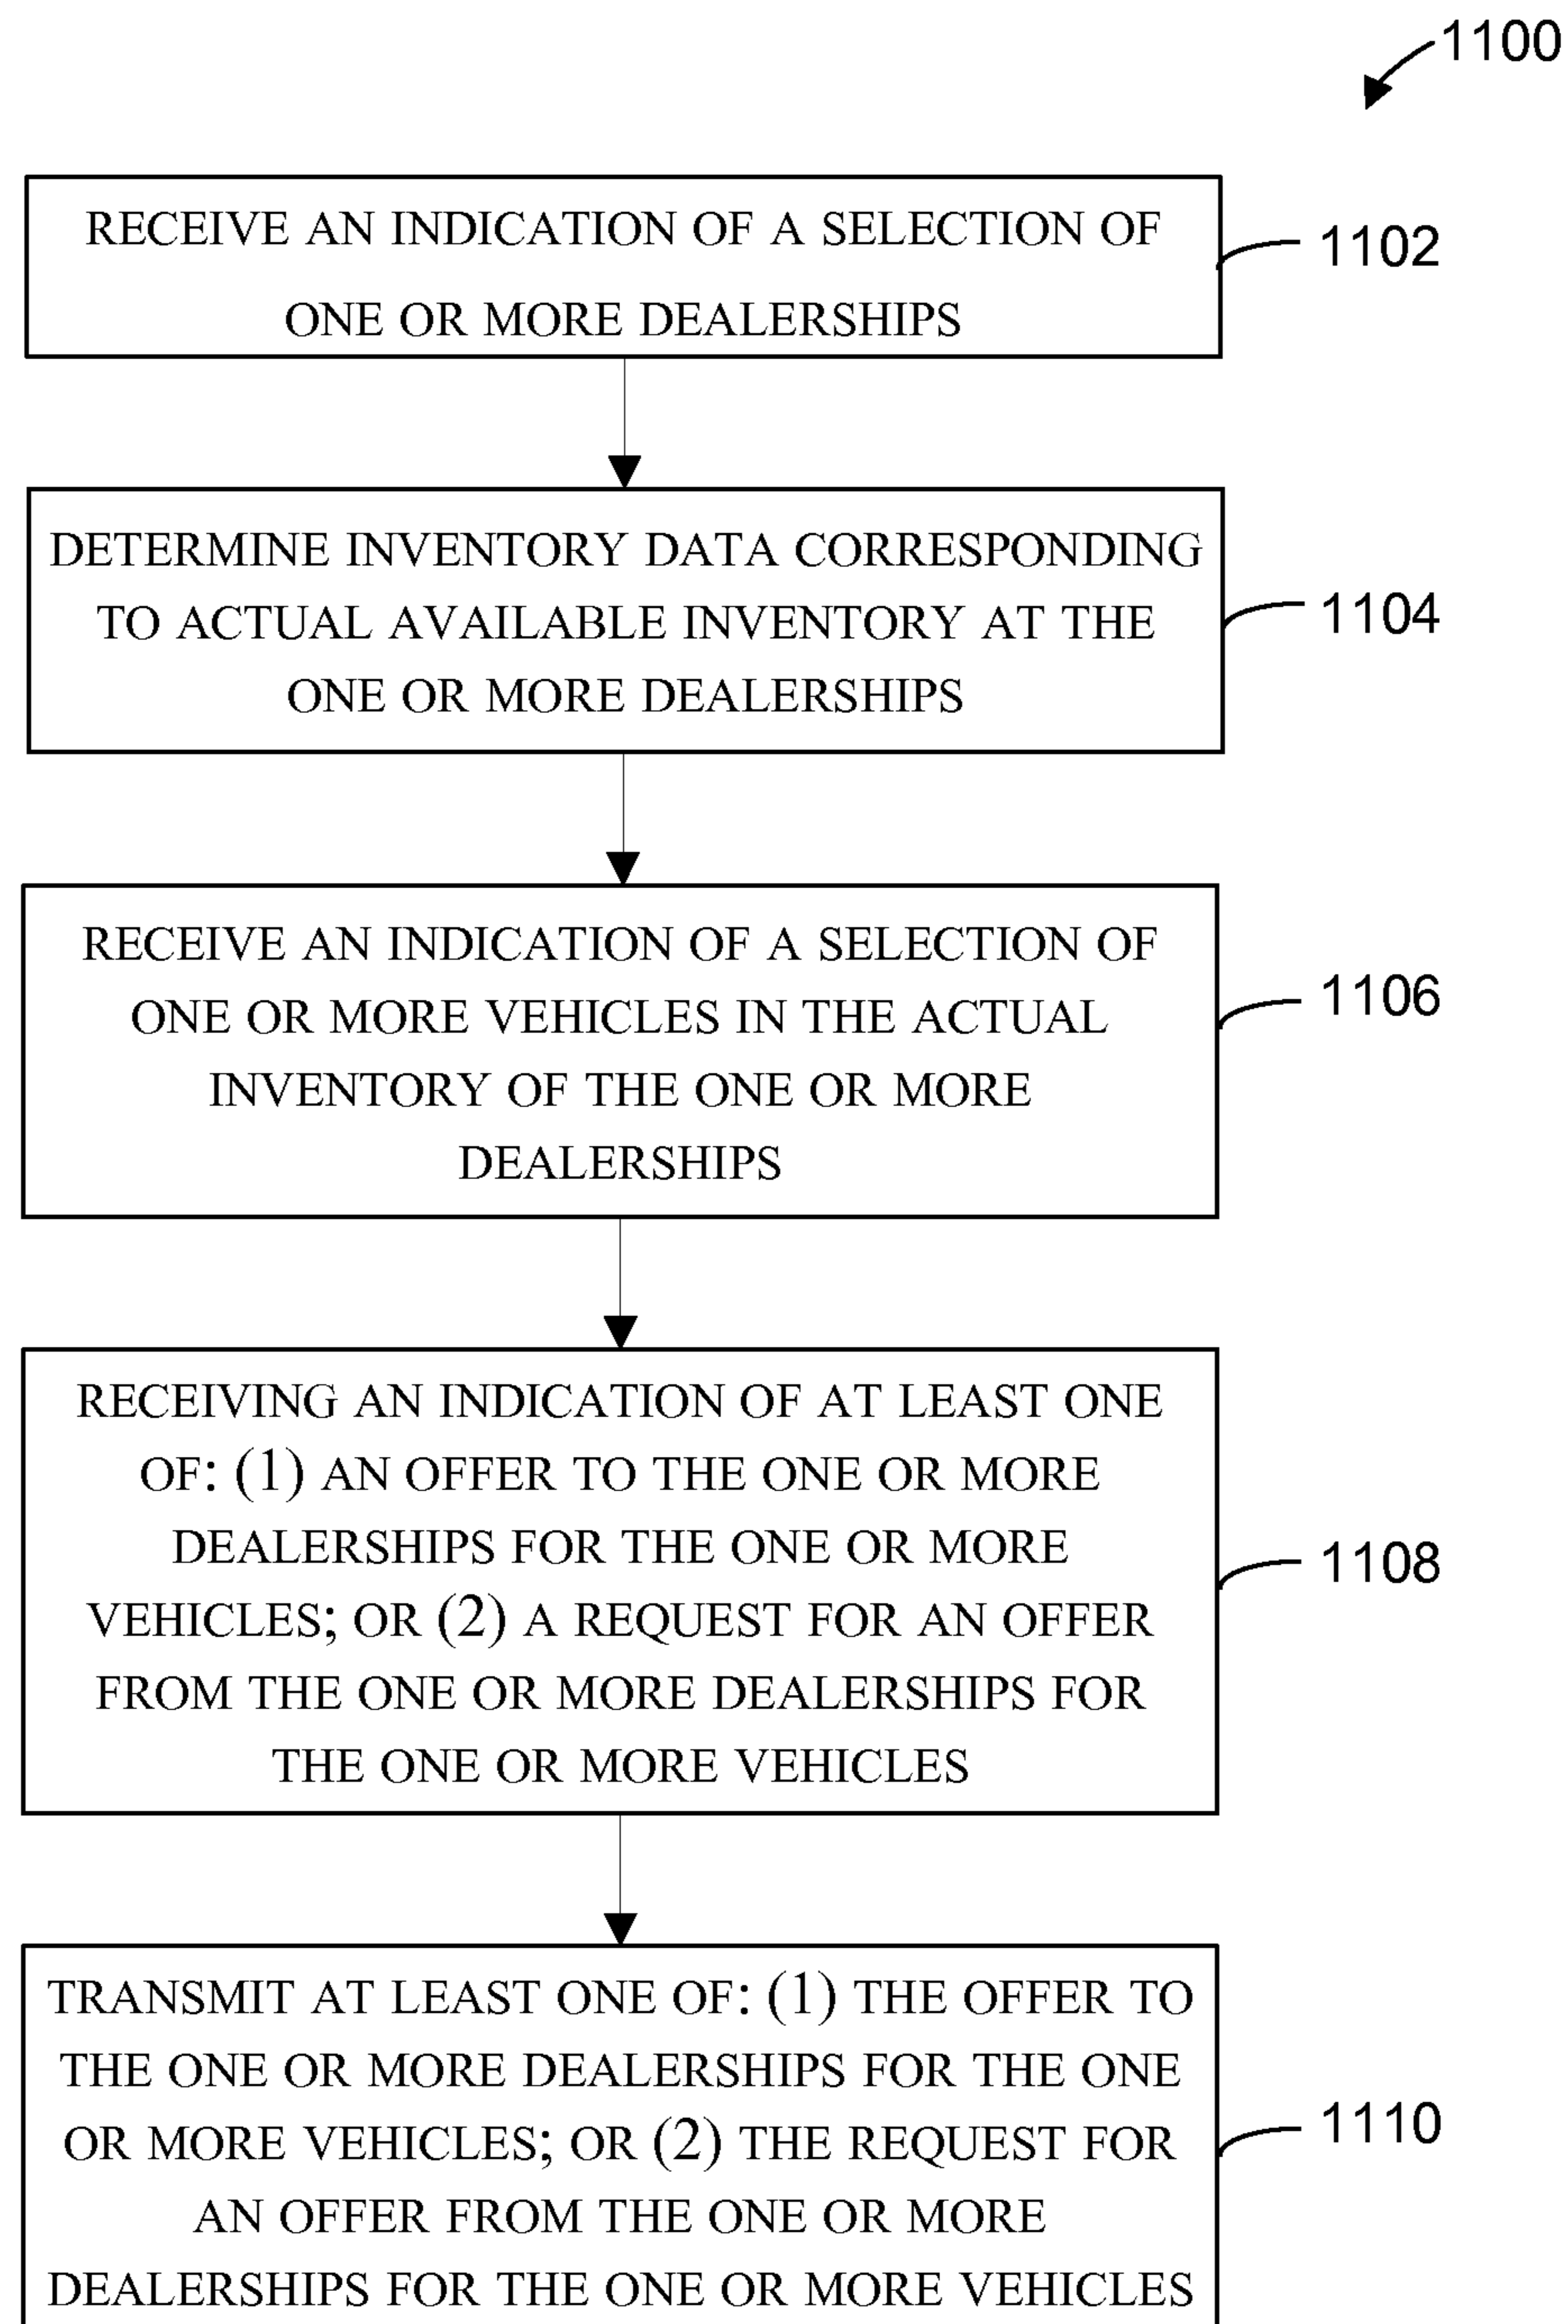 1100
RECEIVE AN INDICATION OF A SELECTION OF
ONE OR MORE DEALERSHIPS
1102
DETERMINE INVENTORY DATA CORRESPONDING
TO ACTUAL AVAILABLE INVENTORY AT THE
ONE OR MORE DEALERSHIPS
1104
RECEIVE AN INDICATION OF A SELECTION OF
ONE OR MORE VEHICLES IN THE ACTUAL
INVENTORY OF THE ONE OR MORE
DEALERSHIPS
1106
RECEIVING AN INDICATION OF AT LEAST ONE
OF: (1) AN OFFER TO THE ONE OR MORE
DEALERSHIPS FOR THE ONE OR MORE
VEHICLES; OR (2) A REQUEST FOR AN OFFER
FROM THE ONE OR MORE DEALERSHIPS FOR
THE ONE OR MORE VEHICLES
1108
TRANSMIT AT LEAST ONE OF: (1) THE OFFER TO
THE ONE OR MORE DEALERSHIPS FOR THE ONE
OR MORE VEHICLES; OR (2) THE REQUEST FOR
AN OFFER FROM THE ONE OR MORE
DEALERSHIPS FOR THE ONE OR MORE VEHICLES
1110